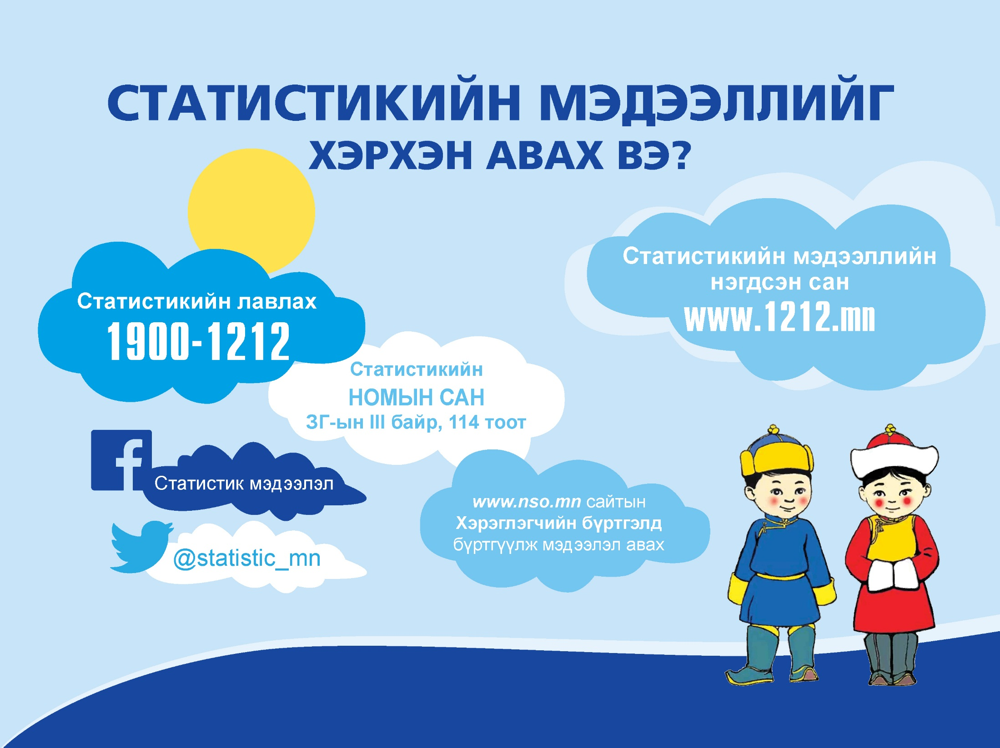 СТАТИСТИКИЙН МЭДЭЭЛЛИЙГ
ХЭРХЭН АВАХ ВЭ?
Статистикийн лавлах
1900-1212
Статистикийн мэдээллийн
нэгдсэн сан
www.1212.mn
Статистикийн
НОМЫН САН
ЗГ-ын III байр, 114 тоот
f
Статистик мэдээлэл
@statistic_mn
www.nso.mn сайтын
Хэрэглэгчийн бүртгэлд
бүртгүүлж мэдээлэл авах